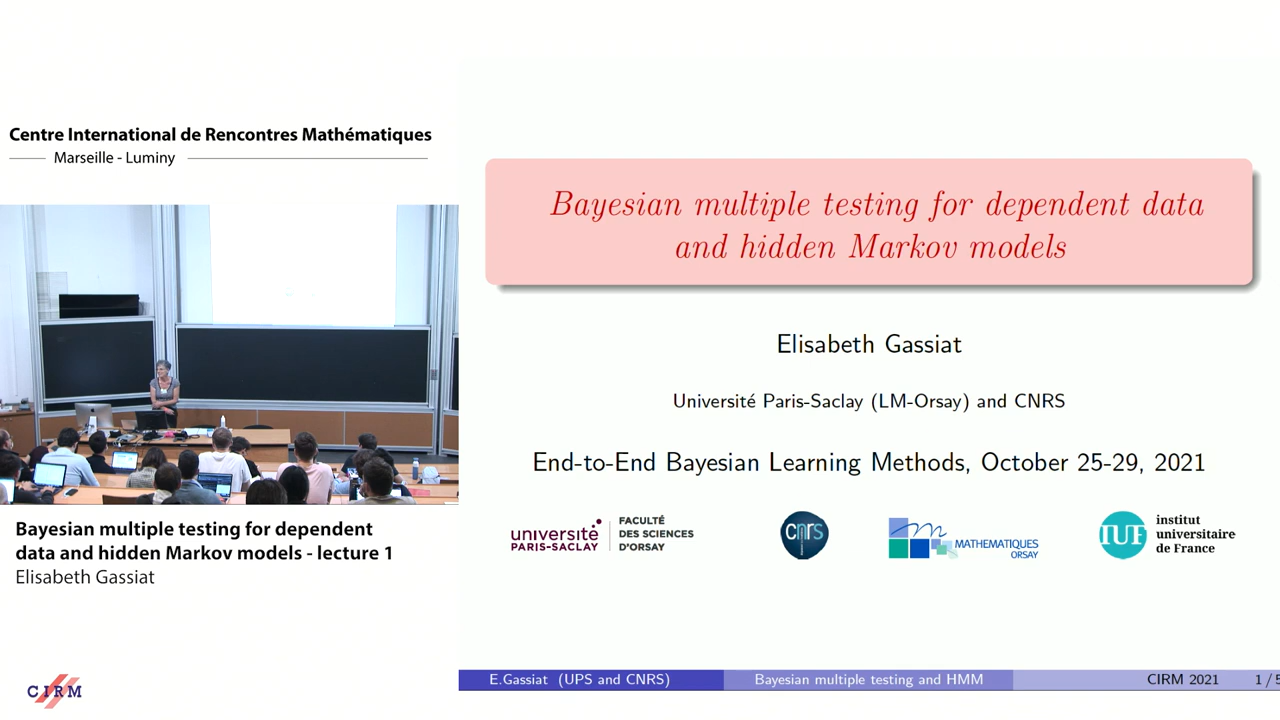 Centre International de Rencontres Mathématiques
Marseille - Luminy
Bayesian multiple testing for dependent
data and hidden Markov models - lecture 1
Elisabeth Gassiat
CIRM
Bayesian multiple testing for dependent data
and hidden Markov models
Elisabeth Gassiat
Université Paris-Saclay (LM-Orsay) and CNRS
End-to-End Bayesian Learning Methods, October 25-29, 2021
université
PARIS-SACLAY
FACULTÉ
DES SCIENCES
D'ORSAY
cnrs
MATHEMATIQUES
ORSAY
IUF
institut
universitaire
de France
E.Gassiat (UPS and CNRS)
Bayesian multiple testing and HMM
CIRM 2021
1 / 5